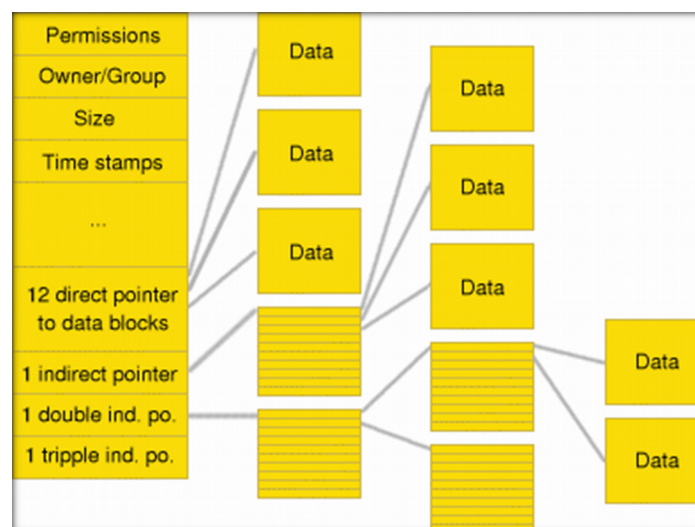 Permissions
Owner/Group
Size
Time stamps
...
12 direct pointer
to data blocks
1 indirect pointer
1 double ind. po.
1 tripple ind. po.
Data
Data
Data
Data
Data
Data
Data
Data